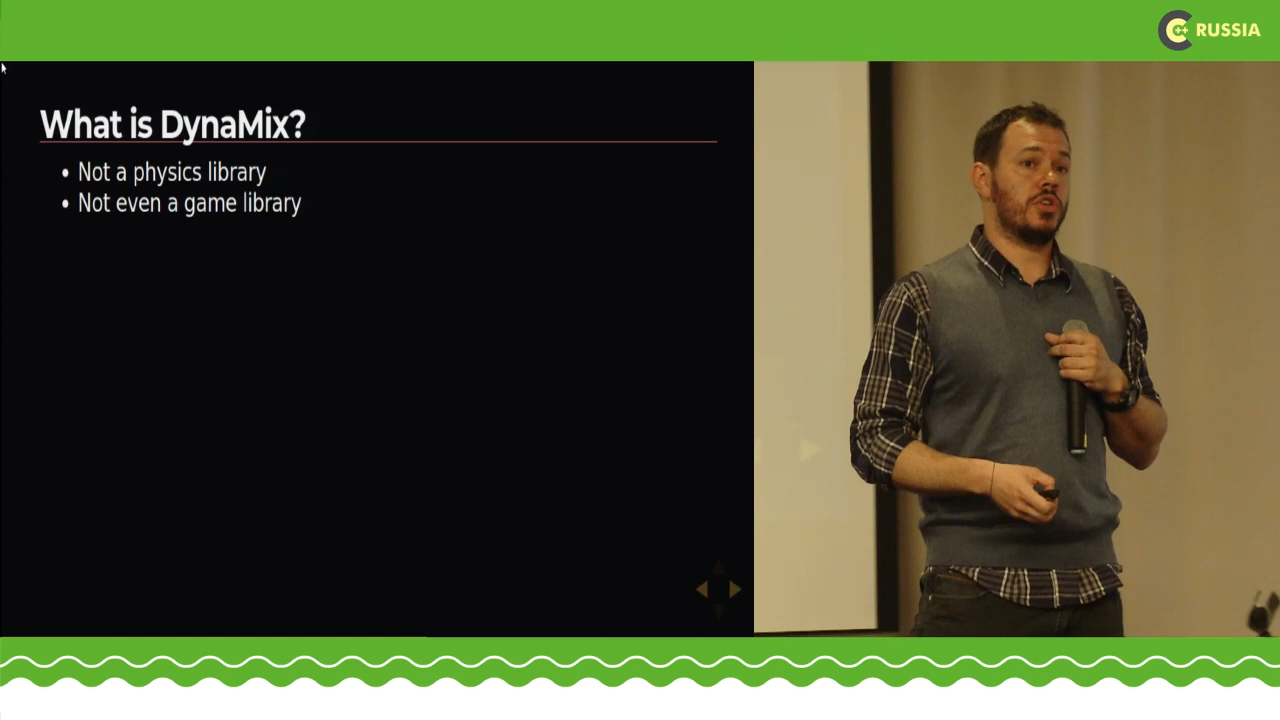 C++ RUSSIA
What is DynaMix?
• Not a physics library
• Not even a game library